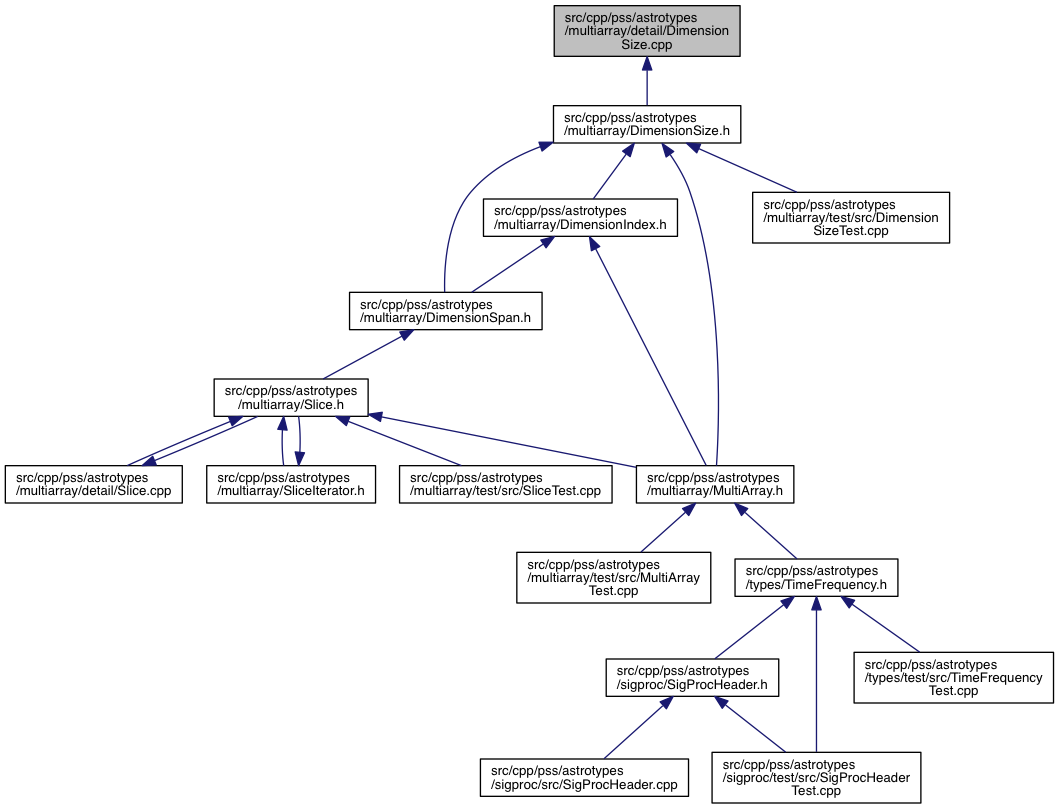 src/cpp/pss/astrotypes
/multiarray/detail/Dimension
Size.cpp
src/cpp/pss/astrotypes
/multiarray/DimensionSize.h
src/cpp/pss/astrotypes
/multiarray/DimensionIndex.h
src/cpp/pss/astrotypes
/multiarray/test/src/Dimension
SizeTest.cpp
src/cpp/pss/astrotypes
/multiarray/DimensionSpan.h
src/cpp/pss/astrotypes
/multiarray/Slice.h
src/cpp/pss/astrotypes
/multiarray/detail/Slice.cpp
src/cpp/pss/astrotypes
/multiarray/SliceIterator.h
src/cpp/pss/astrotypes
/multiarray/test/src/SliceTest.cpp
src/cpp/pss/astrotypes
/multiarray/MultiArray.h
src/cpp/pss/astrotypes
/multiarray/test/src/MultiArray
Test.cpp
src/cpp/pss/astrotypes
/types/TimeFrequency.h
src/cpp/pss/astrotypes
/sigproc/SigProcHeader.h
src/cpp/pss/astrotypes
/types/test/src/TimeFrequency
Test.cpp
src/cpp/pss/astrotypes
/sigproc/src/SigProcHeader.cpp
src/cpp/pss/astrotypes
/sigproc/test/src/SigProcHeader
Test.cpp